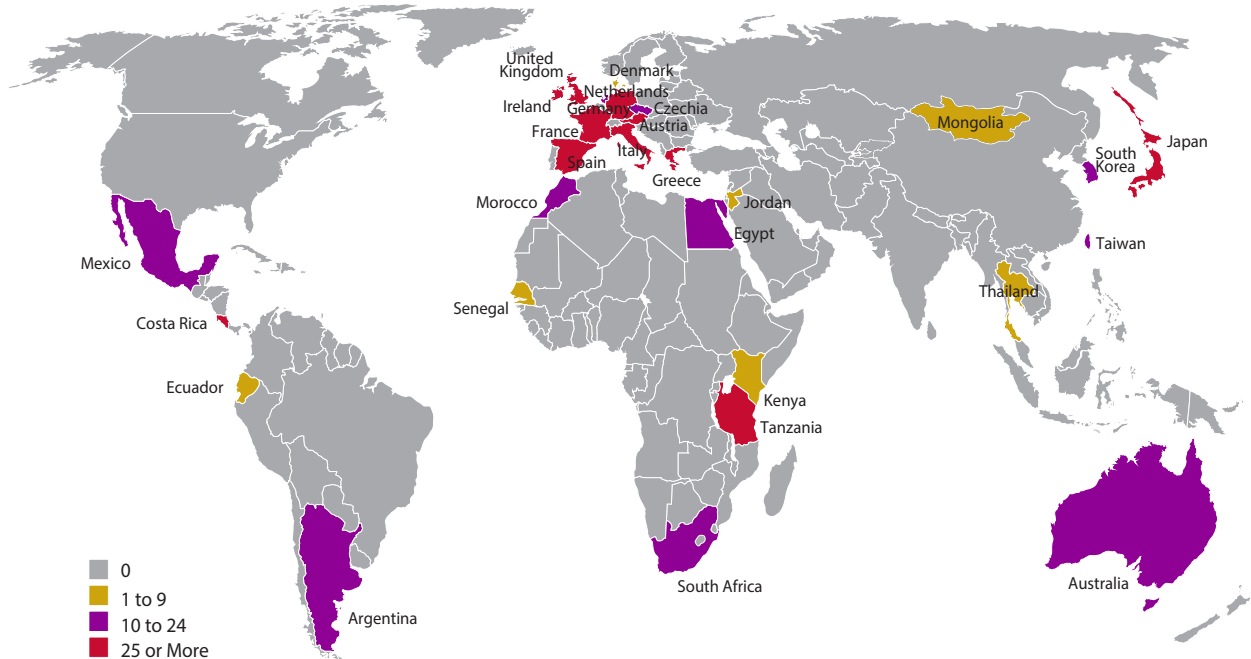 United
Kingdom
Denmark
Netherlands
Ireland
Germany
Czechia
France
Austria
Italy
Spain
Greece
Mongolia
Japan
South
Korea
Morocco
Jordan
Egypt
Taiwan
Mexico
Senegal
Thailand
Costa Rica
Ecuador
Kenya
Tanzania
South Africa
Australia
Argentina
0
1 to 9
10 to 24
25 or More